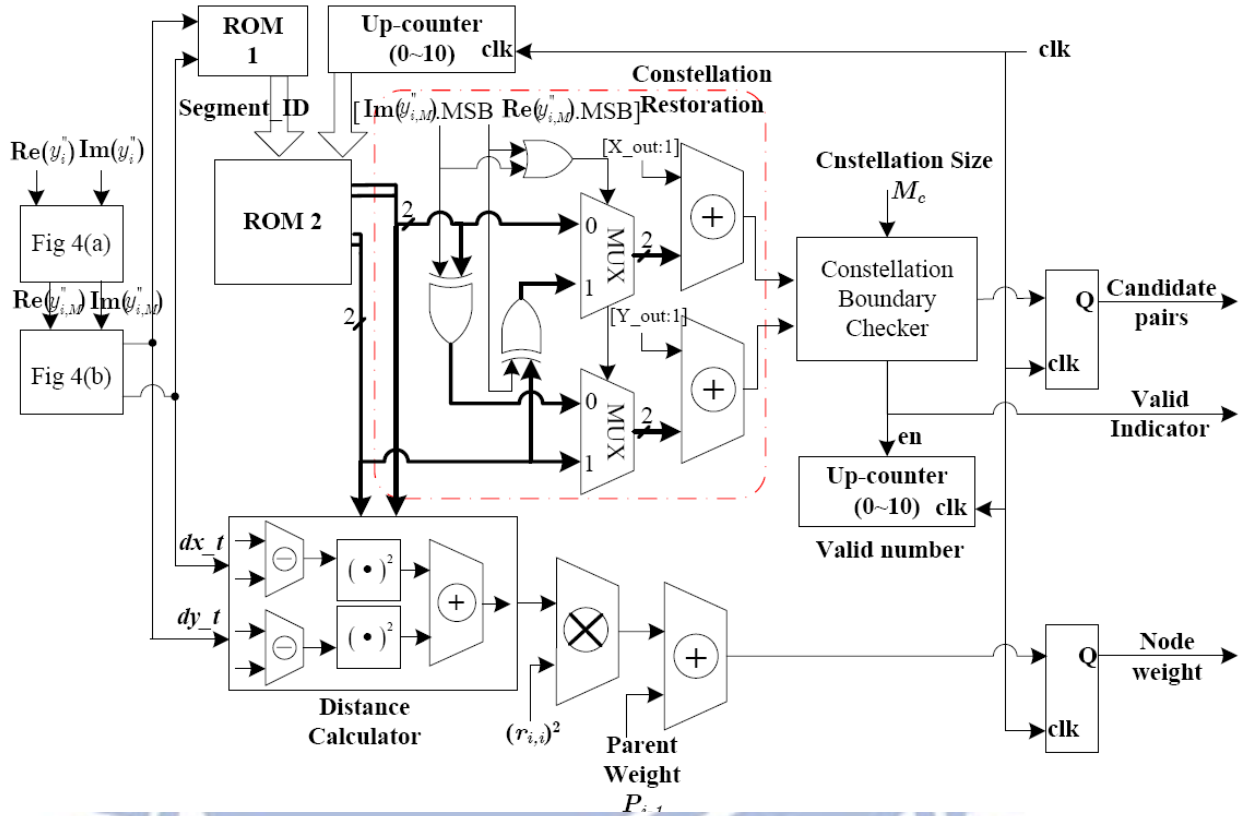 ROM
1
Up-counter
(0~10)
clk
clk
Segment_ID
Constellation
Restoration
[ Im(y"i,M).MSB Re(y"i,M).MSB]
Re(y"i) Im(y"i)
Fig 4(a)
Re(y"i,M) Im(y"i,M)
Fig 4(b)
ROM 2
2
2
[X_out:1]
0
MUX
1
2
+
[Y_out:1]
0
MUX
1
2
+
Cnstellation Size
Mc
Constellation
Boundary
Checker
Q
clk
Candidate
pairs
Valid
Indicator
en
Up-counter
(0~10)
clk
Valid number
dx_t
dy_t
−
( • )2
−
( • )2
+
Distance
Calculator
(ri,i)2
+
Parent
Weight
Pi-1
Q
clk
Node
weight